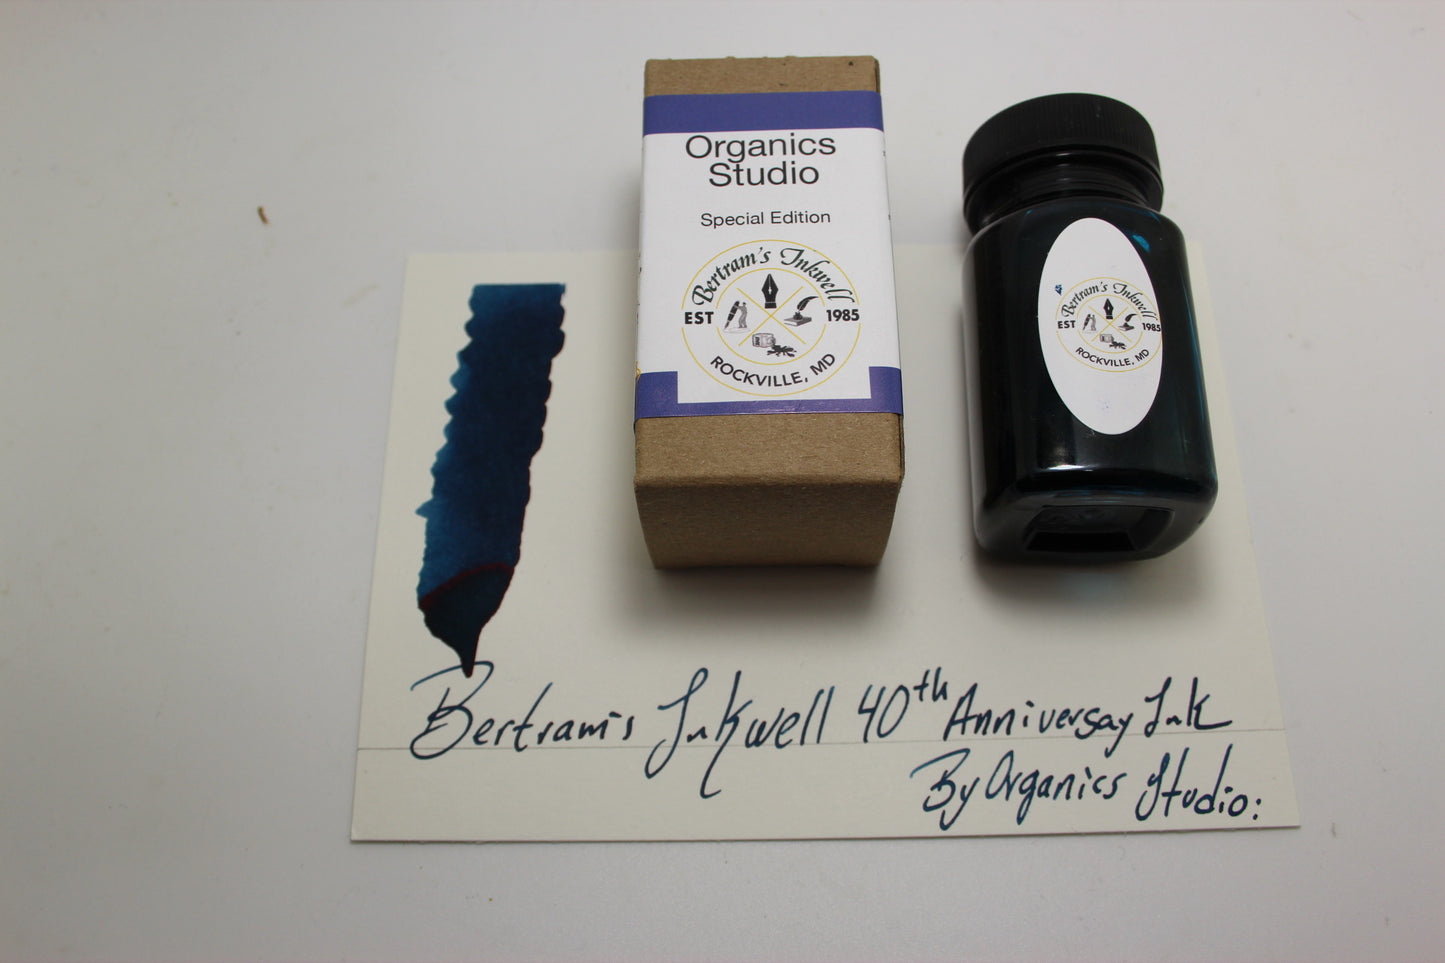 Organics
Studio
Special Edition
Bertram's Inkwell
EST 1985
ROCKVILLE, MD
Bertram's Inkwell
EST 1985
ROCKVILLE, MD
Bertram's Inkwell 40th Anniversay Ink
By Organics Studio.